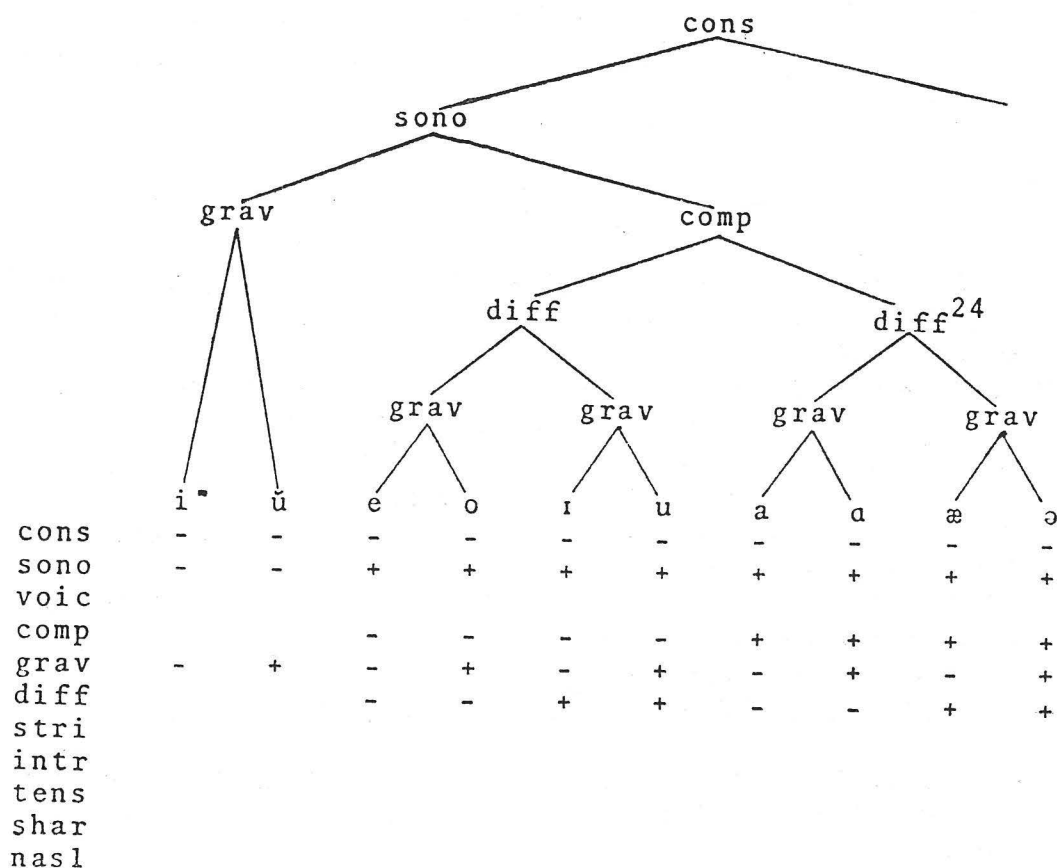 cons
sono
grav comp
diff diff24
grav grav grav grav
i̯ ŭ e o ɪ u a ɑ æ ə
cons - - - - - - - - - -
sono - - + + + + + + + +
voic
comp - - - - + + + +
grav - + - + - + - + - +
diff - - + + - - + +
stri
intr
tens
shar
nasl